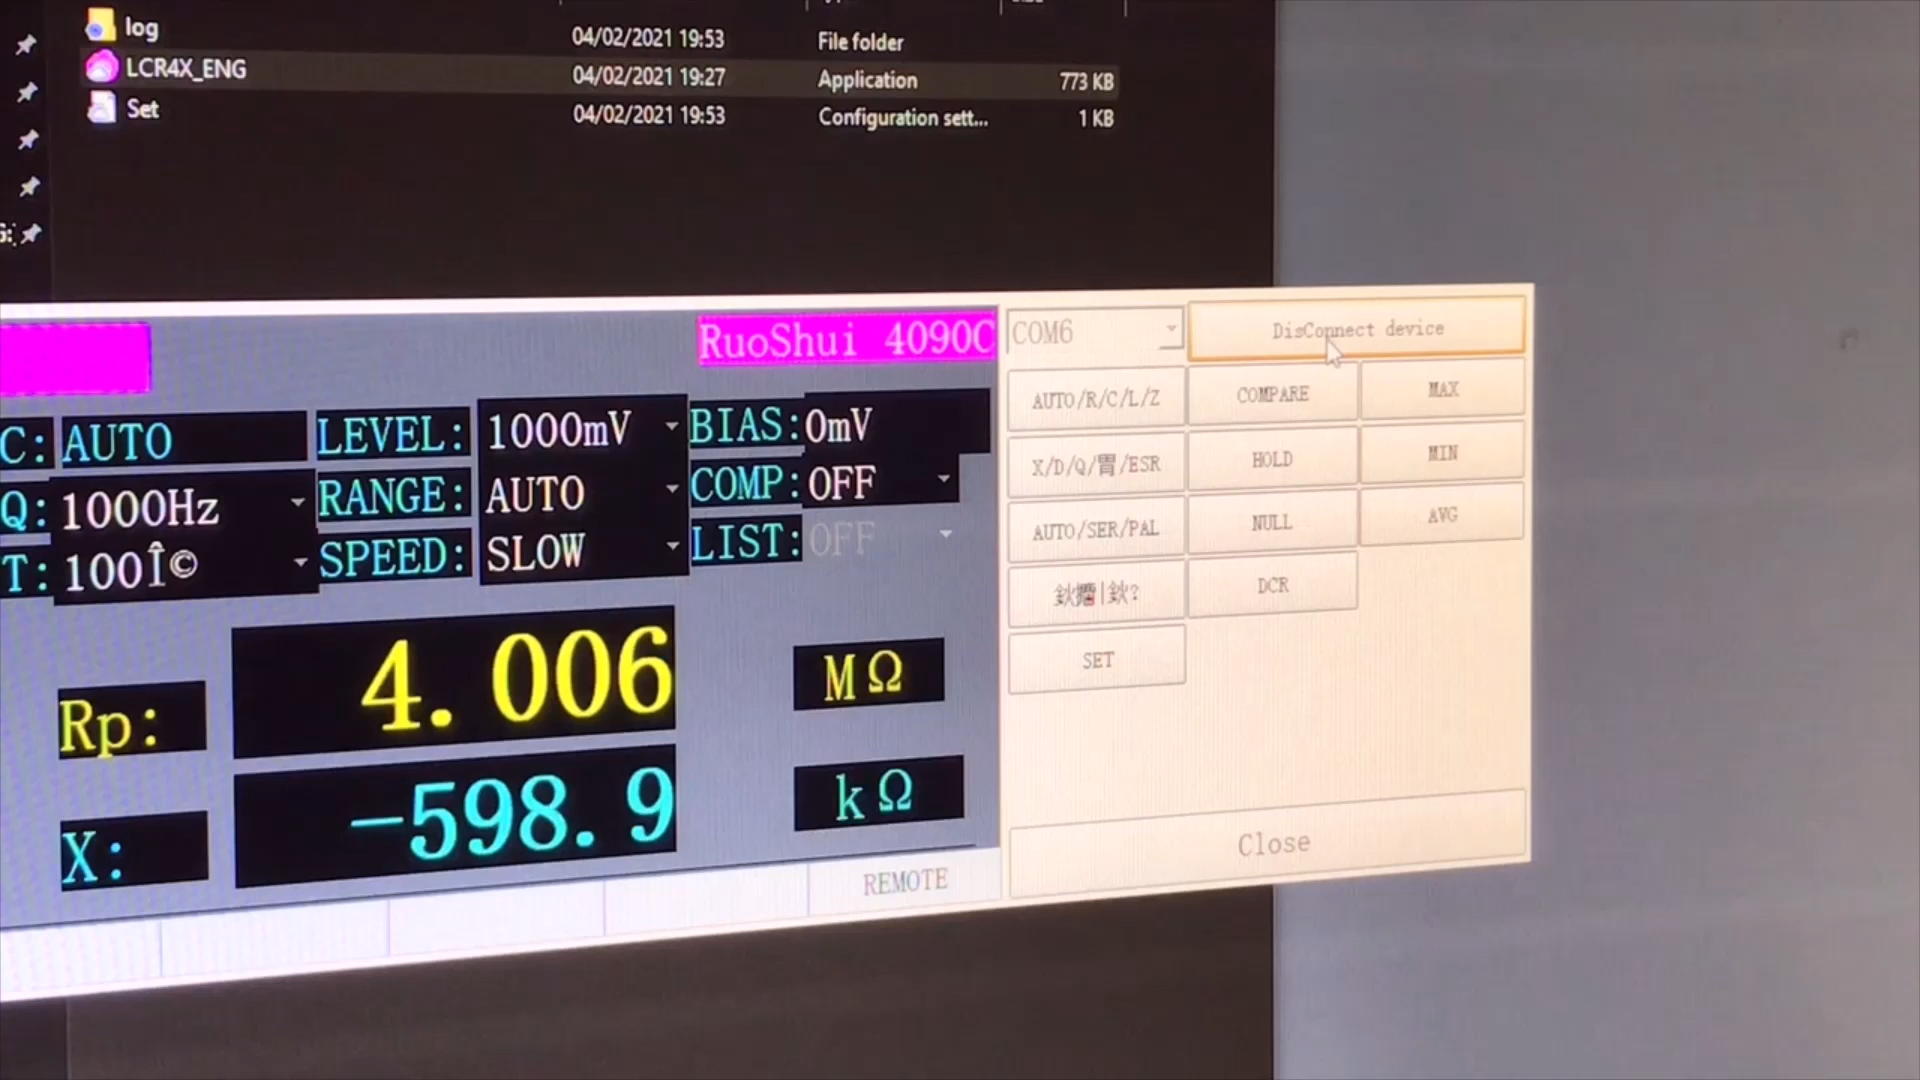 log 04/02/2021 19:53 File folder
LCR4X_ENG 04/02/2021 19:27 Application 773 KB
Set 04/02/2021 19:53 Configuration sett... 1 KB
RuoShui 4090C COM6 DisConnect device
C: AUTO LEVEL: 1000mV BIAS: 0mV
Q: 1000Hz RANGE: AUTO COMP: OFF
T: 100Î© SPEED: SLOW LIST: OFF
AUTO/R/C/L/Z COMPARE MAX
X/D/Q/胃/ESR HOLD MIN
AUTO/SER/PAL NULL AVG
DCR
SET
Rp: 4.006 MΩ
X: -598.9 kΩ
REMOTE
Close